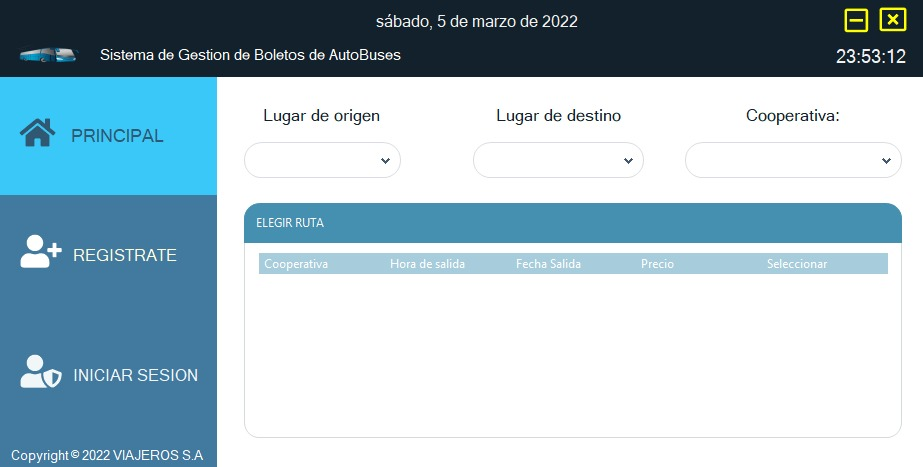 sábado, 5 de marzo de 2022
Sistema de Gestion de Boletos de AutoBuses
23:53:12
PRINCIPAL
REGISTRATE
INICIAR SESION
Copyright © 2022 VIAJEROS S.A
Lugar de origen
Lugar de destino
Cooperativa:
ELEGIR RUTA
Cooperativa Hora de salida Fecha Salida Precio Seleccionar